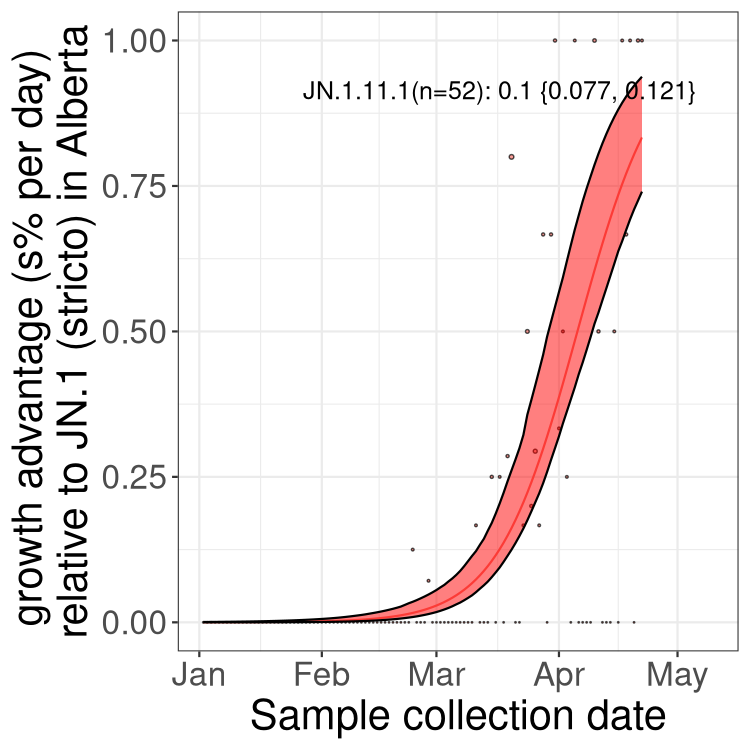 growth advantage (s% per day)
relative to JN.1 (stricto) in Alberta
1.00
0.75
0.50
0.25
0.00
JN.1.11.1(n=52): 0.1 {0.077, 0.121}
Jan Feb Mar Apr May
Sample collection date